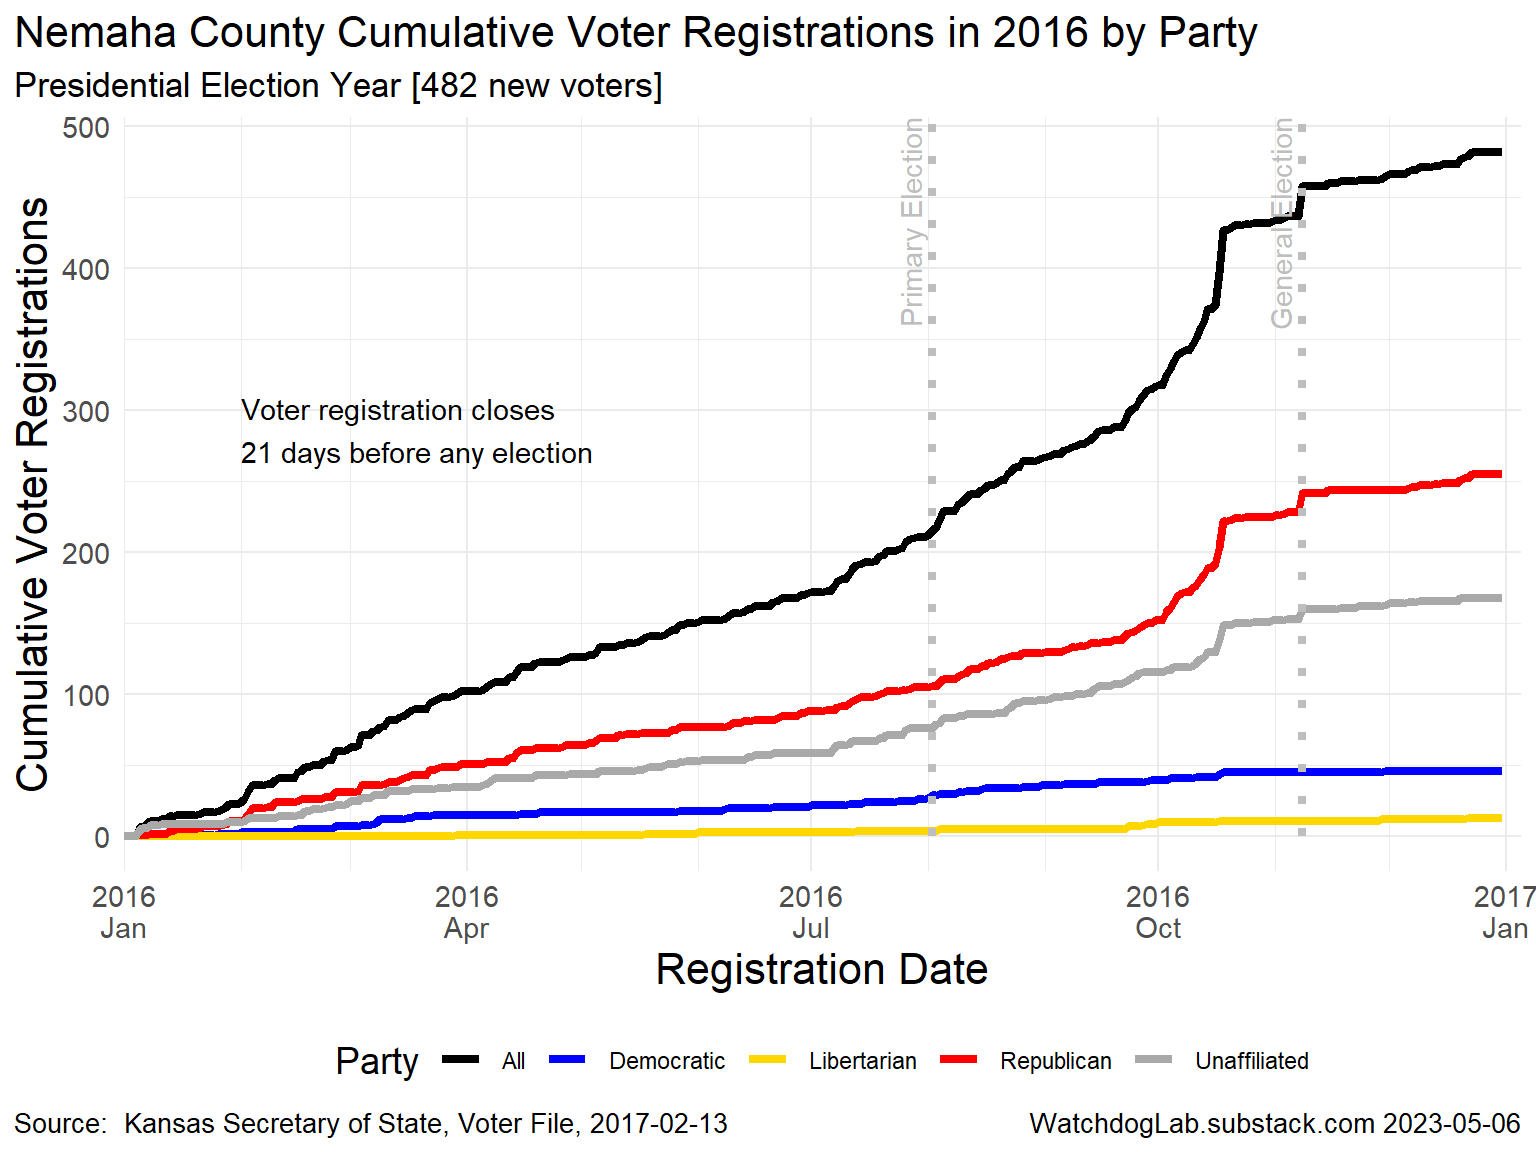 Nemaha County Cumulative Voter Registrations in 2016 by Party
Presidential Election Year [482 new voters]
Cumulative Voter Registrations
500
400
300
200
100
0
Primary Election
General Election
Voter registration closes
21 days before any election
2016 2016 2016 2016 2017
Jan Apr Jul Oct Jan
Registration Date
Party All Democratic Libertarian Republican Unaffiliated
Source:  Kansas Secretary of State, Voter File, 2017-02-13
WatchdogLab.substack.com 2023-05-06